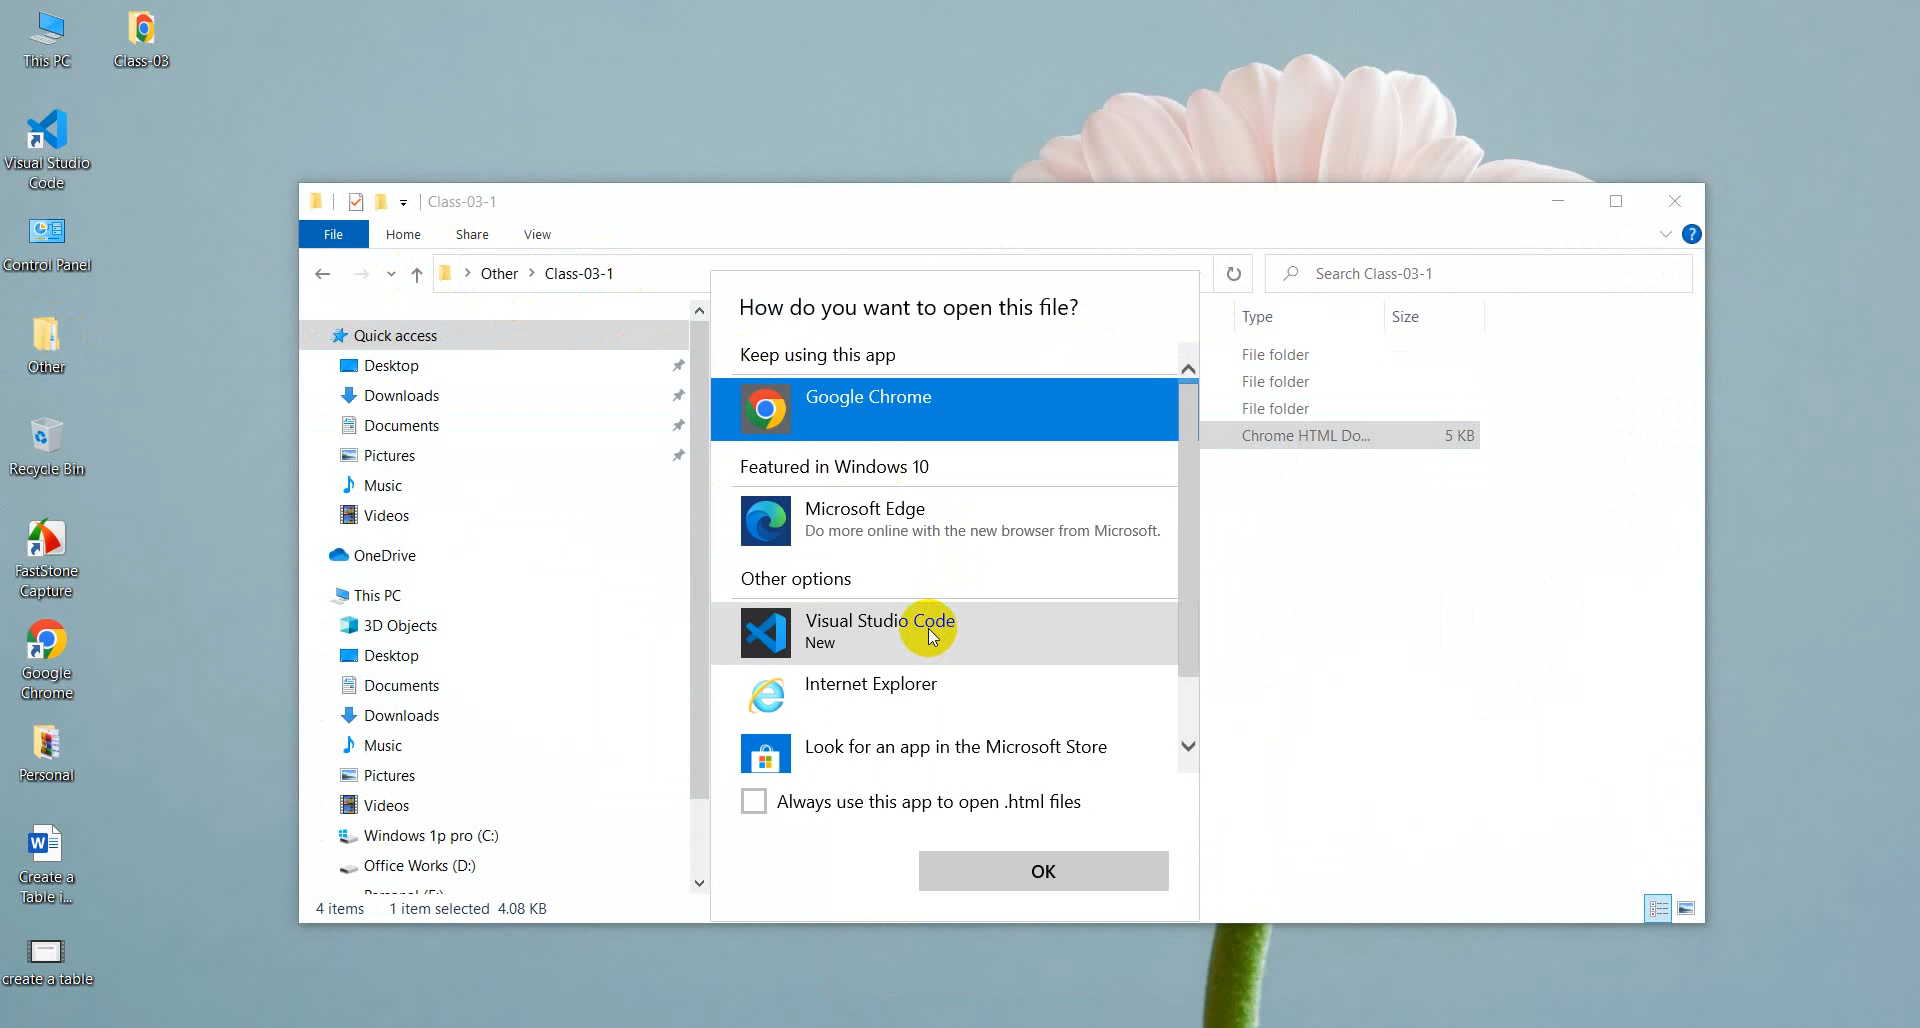 This PC
Class-03
Visual Studio
Code
Control Panel
Other
Recycle Bin
FastStone
Capture
Google
Chrome
Personal
Create a
Table i...
create a table
Class-03-1
File
Home
Share
View
?
Other
Class-03-1
Search Class-03-1
Quick access
Desktop
Downloads
Documents
Pictures
Music
Videos
OneDrive
This PC
3D Objects
Desktop
Documents
Downloads
Music
Pictures
Videos
Windows 1p pro (C:)
Office Works (D:)
4 items
1 item selected 4.08 KB
How do you want to open this file?
Keep using this app
Google Chrome
Featured in Windows 10
Microsoft Edge
Do more online with the new browser from Microsoft.
Other options
Visual Studio Code
New
Internet Explorer
Look for an app in the Microsoft Store
Always use this app to open .html files
OK
Type
Size
File folder
File folder
File folder
Chrome HTML Do...
5 KB